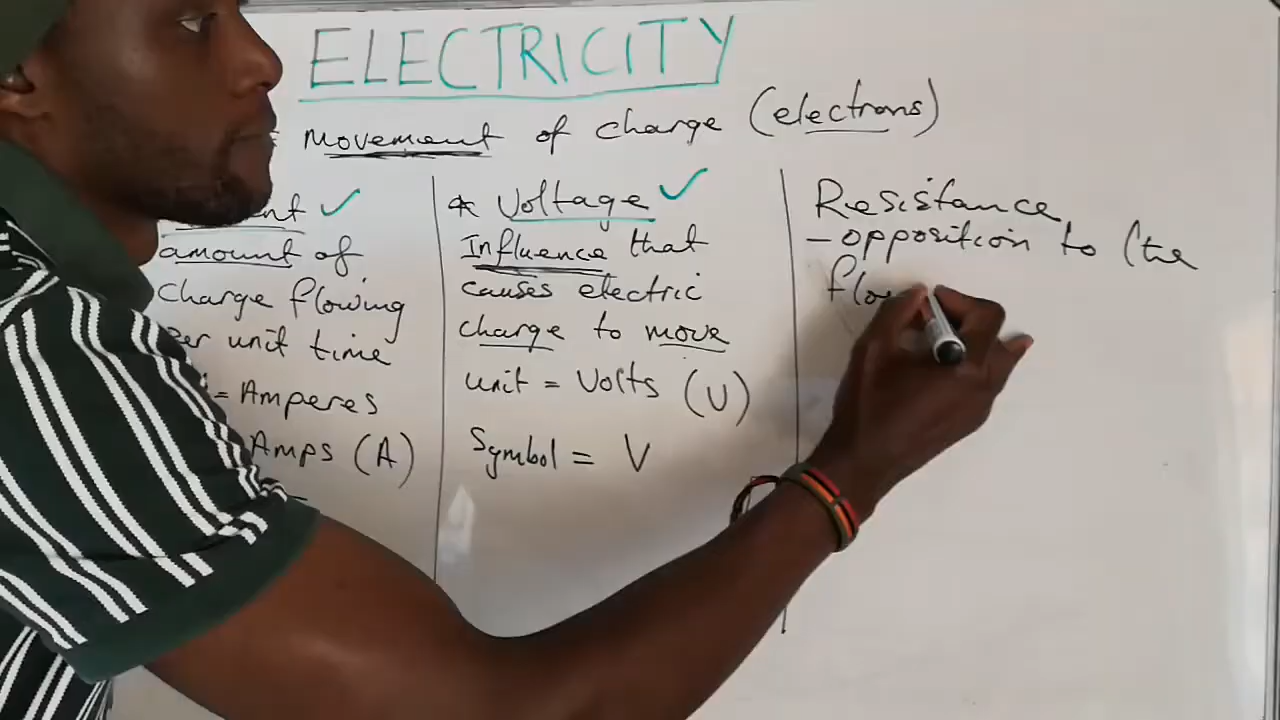 ELECTRICITY
movement of charge (electrons)
* Voltage ✓
Influence that
causes electric
charge to move
unit = Volts (V)
Symbol = V
amount of
charge flowing
unit time
= Amperes
Amps (A)
Resistance
- opposition to the